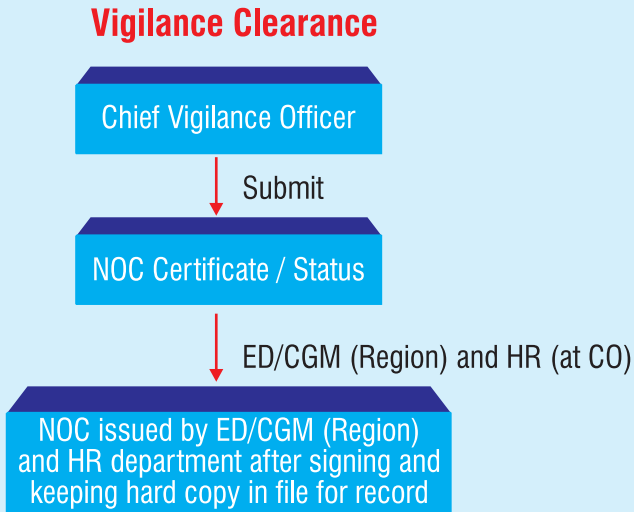 Vigilance Clearance
Chief Vigilance Officer
Submit
NOC Certificate / Status
ED/CGM (Region) and HR (at CO)
NOC issued by ED/CGM (Region)
and HR department after signing and
keeping hard copy in file for record